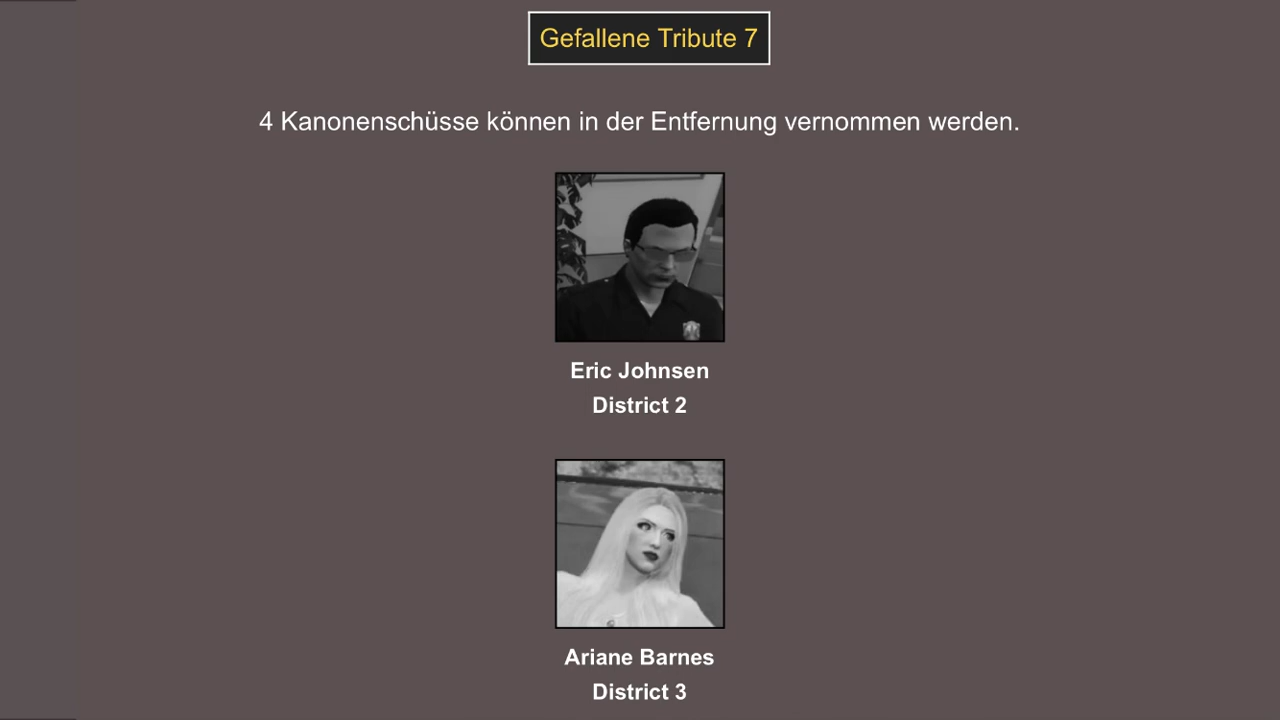 Gefallene Tribute 7
4 Kanonenschüsse können in der Entfernung vernommen werden.
Eric Johnsen
District 2
Ariane Barnes
District 3